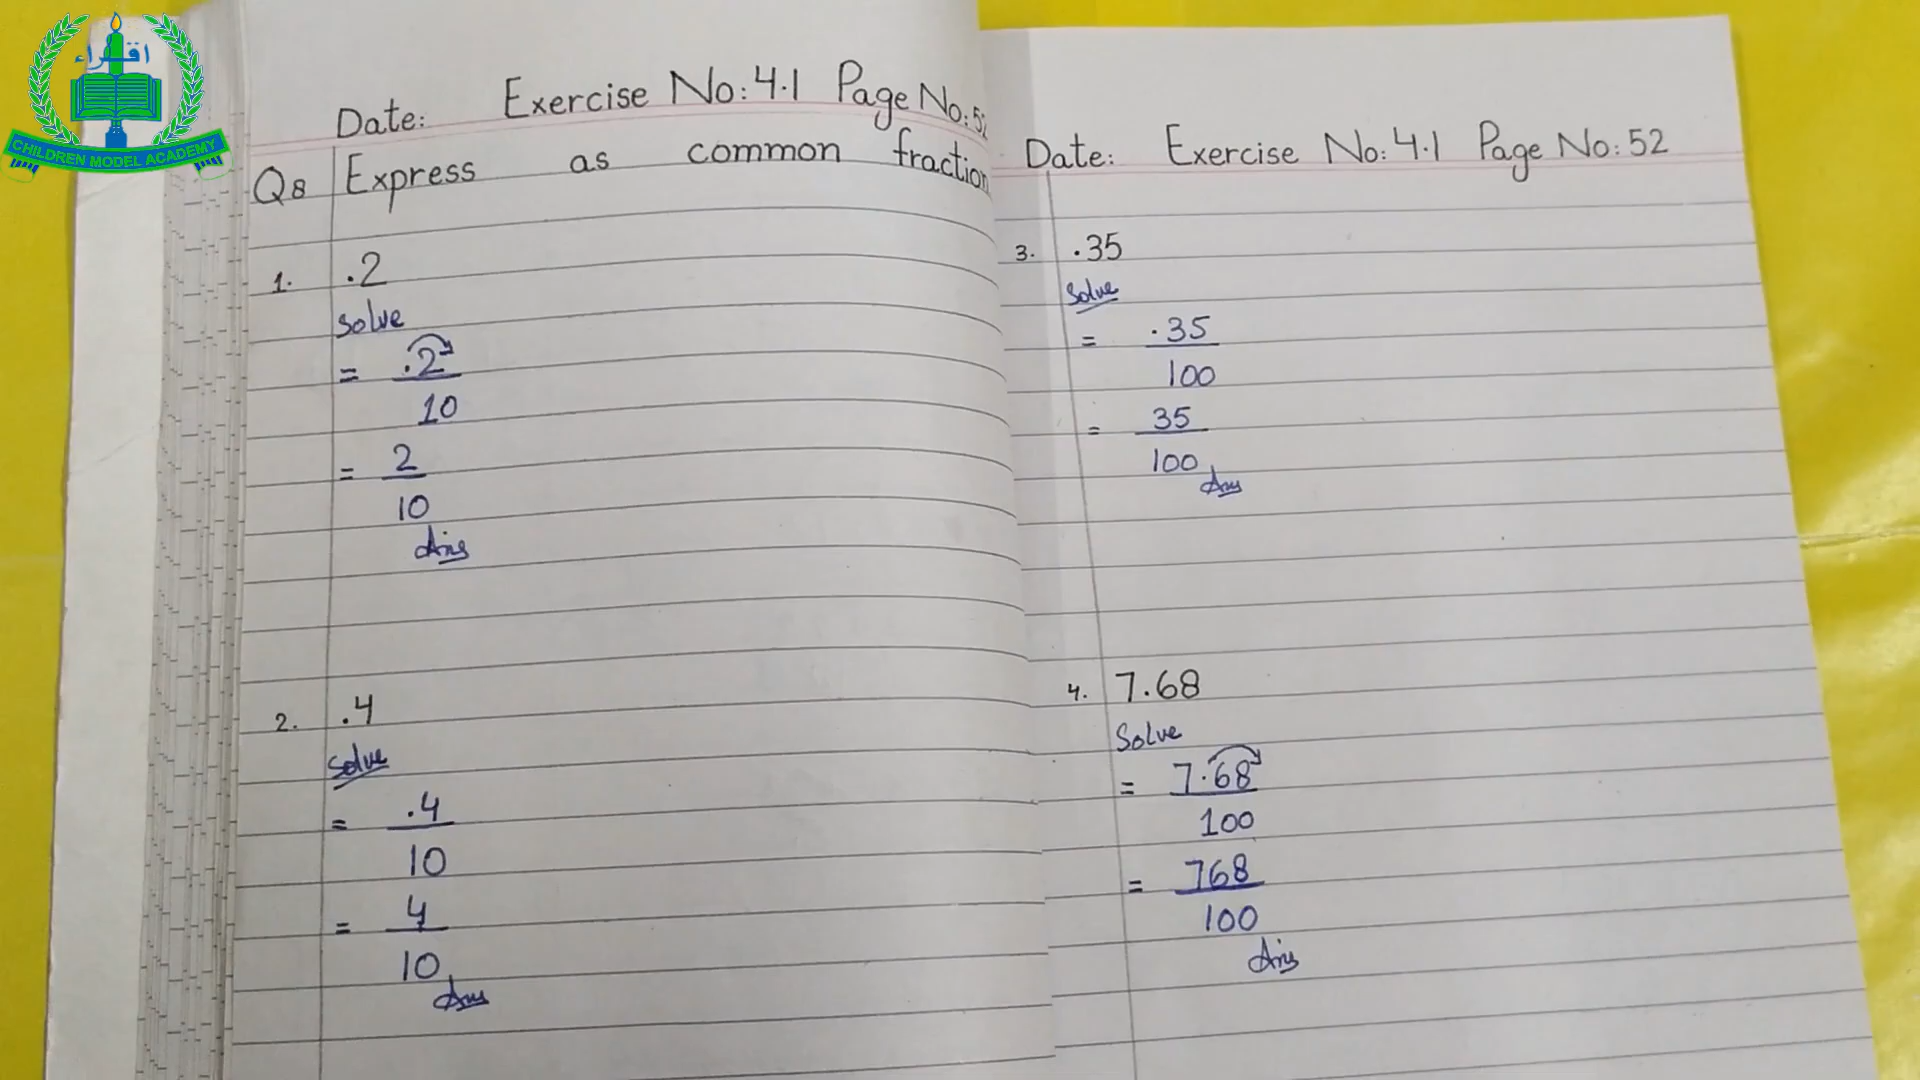 اقراء
CHILDREN MODEL ACADEMY
Date: Exercise No: 4.1 Page No: 52
Q8 Express as common fraction
1. .2
Solve
= .2
10
= 2
10
Ans
2. .4
Solve
= .4
10
= 4
10
Ans
Date: Exercise No: 4.1 Page No: 52
3. .35
Solve
= .35
100
= 35
100
Ans
4. 7.68
Solve
= 7.68
100
= 768
100
Ans